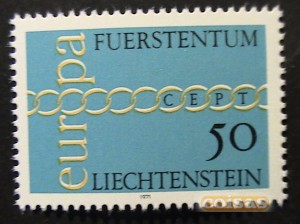 europa
FUERSTENTUM
CEPT
50
LIECHTENSTEIN